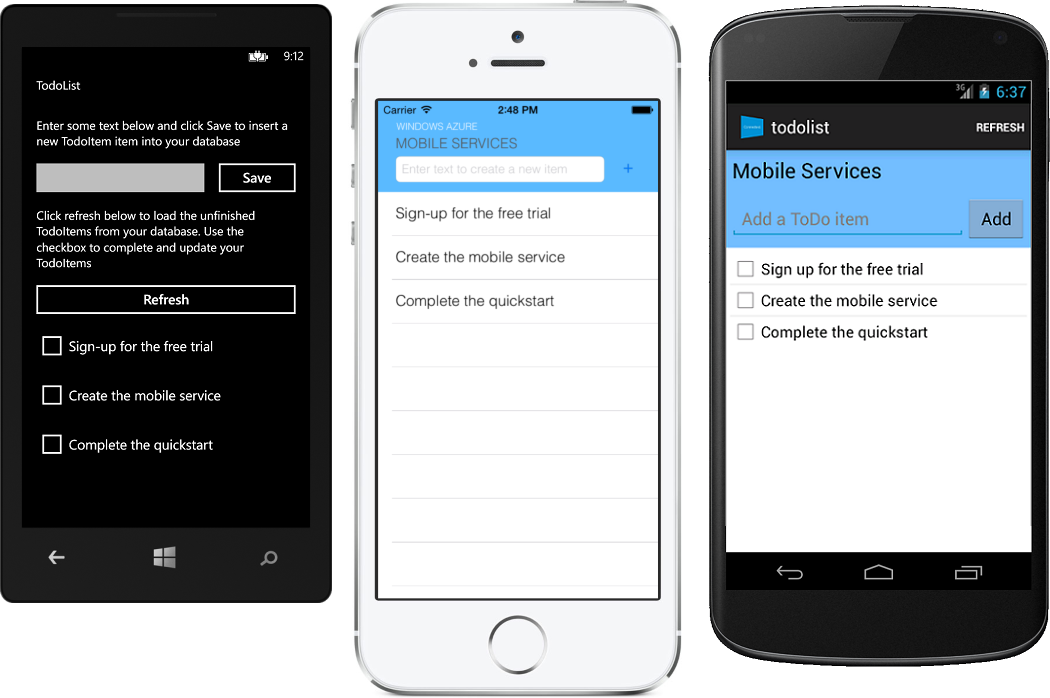 9:12
TodoList
Enter some text below and click Save to insert a
new TodoItem item into your database
Save
Click refresh below to load the unfinished
TodoItems from your database. Use the
checkbox to complete and update your
TodoItems
Refresh
Sign-up for the free trial
Create the mobile service
Complete the quickstart
Carrier 2:48 PM
WINDOWS AZURE
MOBILE SERVICES
Enter text to create a new item +
Sign-up for the free trial
Create the mobile service
Complete the quickstart
3G 6:37
todolist REFRESH
Mobile Services
Add a ToDo item Add
Sign up for the free trial
Create the mobile service
Complete the quickstart